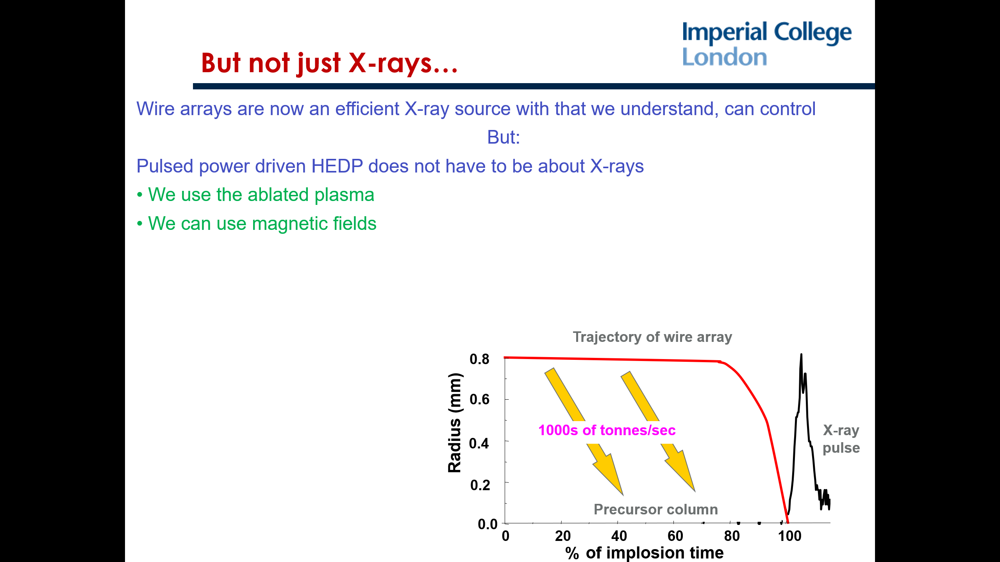 Imperial College
London
But not just X-rays…
Wire arrays are now an efficient X-ray source with that we understand, can control
But:
Pulsed power driven HEDP does not have to be about X-rays
• We use the ablated plasma
• We can use magnetic fields
Trajectory of wire array
Radius (mm)
0.8
0.6
0.4
0.2
0.0
1000s of tonnes/sec
X-ray
pulse
Precursor column
0 20 40 60 80 100
% of implosion time